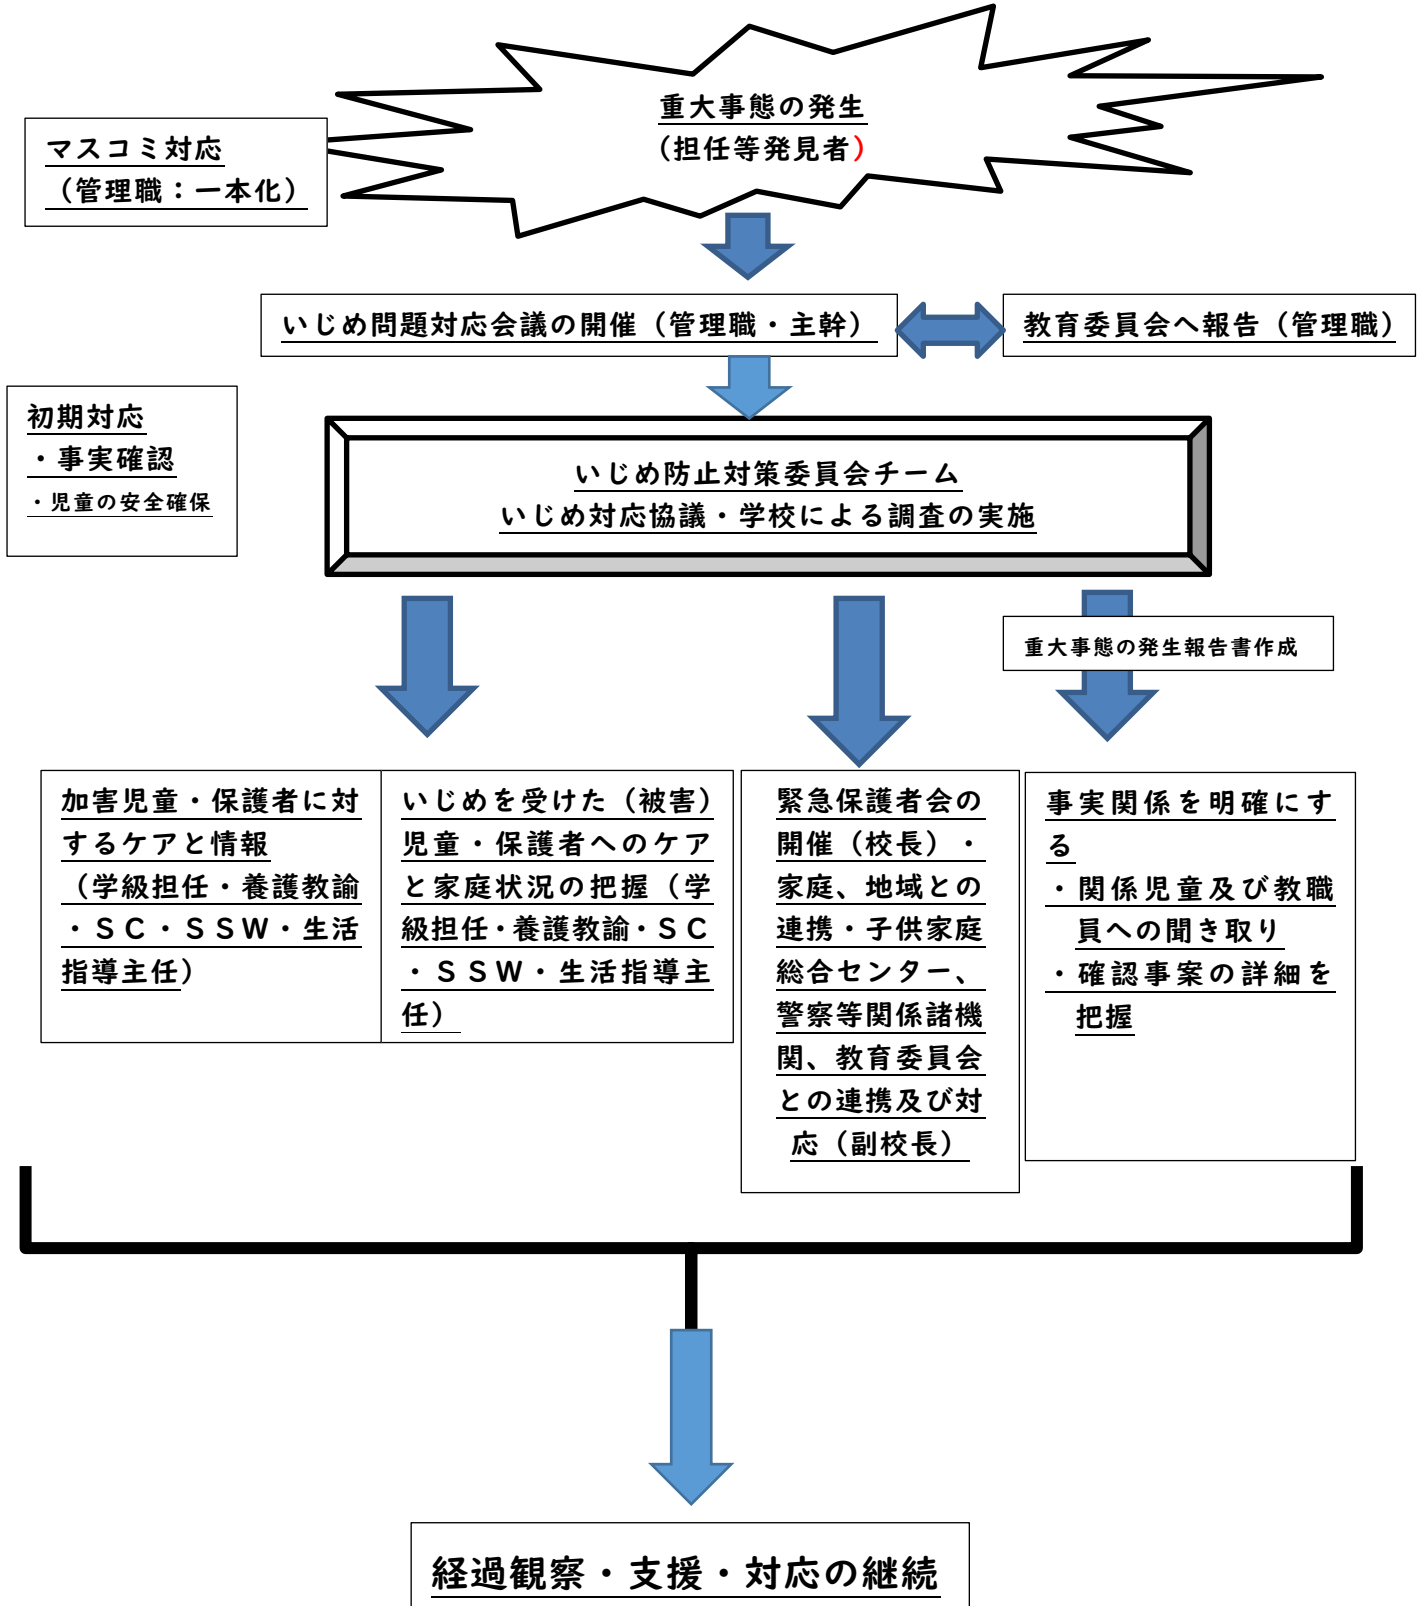 重大事態の発生
(担任等発見者)
マスコミ対応
（管理職：一本化）
いじめ問題対応会議の開催（管理職・主幹）
教育委員会へ報告（管理職）
初期対応
・事実確認
・児童の安全確保
いじめ防止対策委員会チーム
いじめ対応協議・学校による調査の実施
重大事態の発生報告書作成
加害児童・保護者に対
するケアと情報
（学級担任・養護教諭
・ＳＣ・ＳＳＷ・生活
指導主任）
いじめを受けた（被害）
児童・保護者へのケア
と家庭状況の把握（学
級担任・養護教諭・ＳＣ
・ＳＳＷ・生活指導主
任）
緊急保護者会の
開催（校長）・
家庭、地域との
連携・子供家庭
総合センター、
警察等関係諸機
関、教育委員会
との連携及び対
応（副校長）
事実関係を明確にす
る
・関係児童及び教職
員への聞き取り
・確認事案の詳細を
把握
経過観察・支援・対応の継続